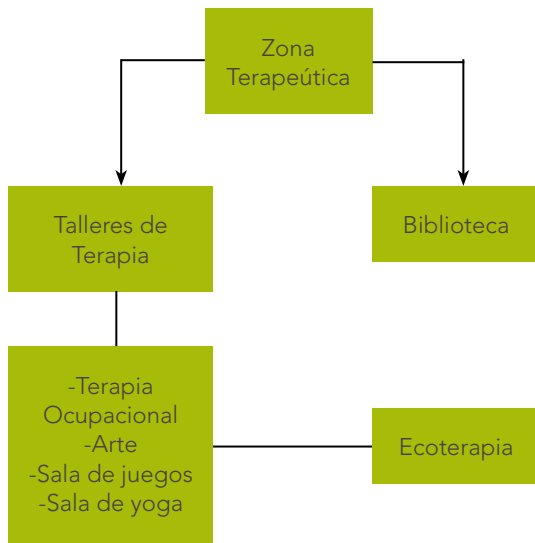 Zona
Terapeútica
Talleres de
Terapia
Biblioteca
-Terapia
Ocupacional
-Arte
-Sala de juegos
-Sala de yoga
Ecoterapia